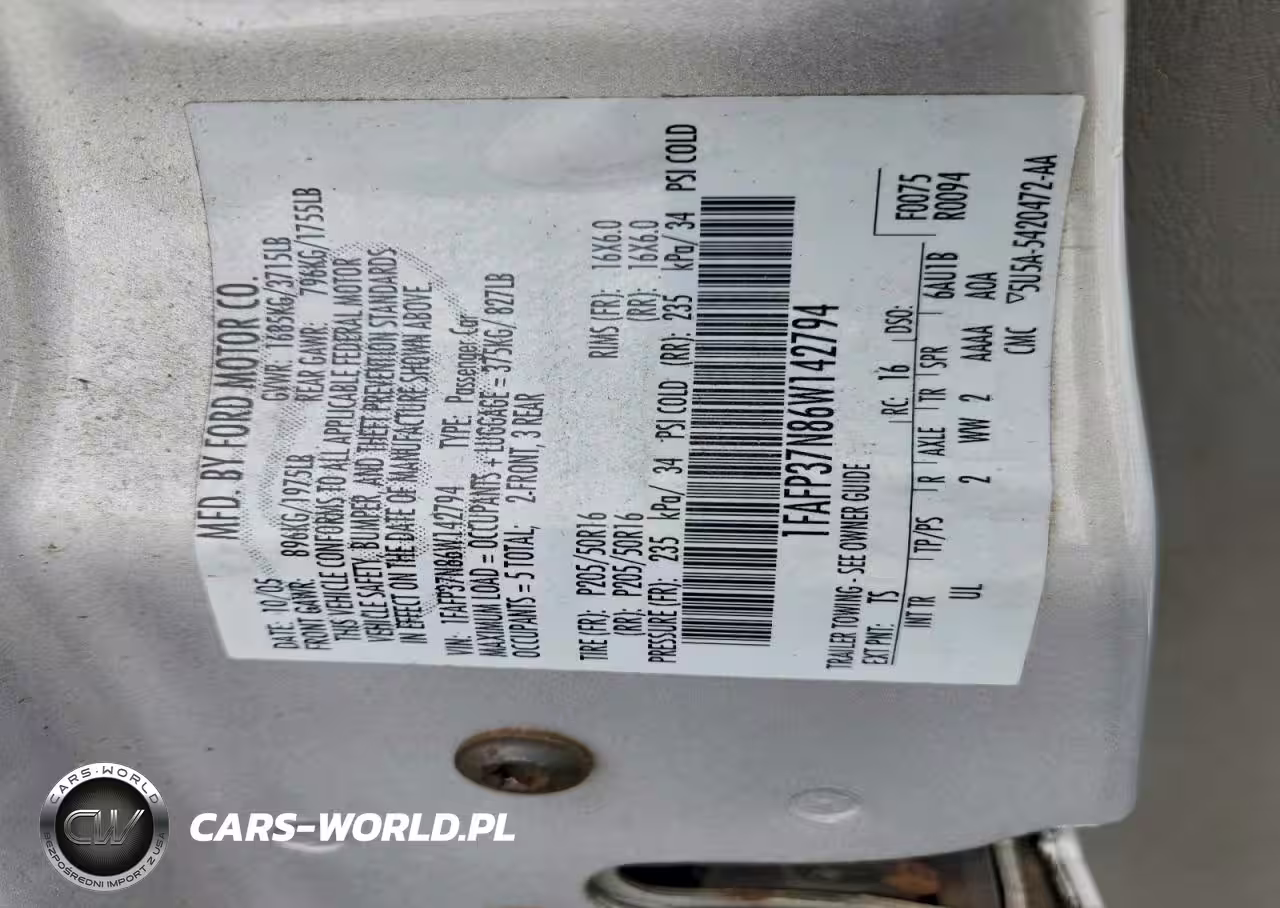 MFD. BY FORD MOTOR CO.
DATE: 10/05 GVWR: 1685KG/3715LB
FRONT GAWR: 896KG/1975LB REAR GAWR: 796KG/1755LB
THIS VEHICLE CONFORMS TO ALL APPLICABLE FEDERAL MOTOR
VEHICLE SAFETY, BUMPER, AND THEFT PREVENTION STANDARDS
IN EFFECT ON THE DATE OF MANUFACTURE SHOWN ABOVE.
VIN: 1FAFP37N86W142794 TYPE: Passenger Car
MAXIMUM LOAD = OCCUPANTS + LUGGAGE = 375KG/ 827LB
OCCUPANTS = 5 TOTAL; 2-FRONT, 3 REAR
TIRE (FR): P205/50R16 RIMS (FR): 16X6.0
(RR): P205/50R16 (RR): 16X6.0
PRESSURE (FR): 235 kPa/ 34 PSI COLD (RR): 235 kPa/ 34 PSI COLD
1FAFP37N86W142794
TRAILER TOWING - SEE OWNER GUIDE F0075
EXT PNT: TS RC: 16 DSO: R0094
INT TR TP/PS R AXLE TR SPR 6AU1B
UL 2 WW 2 AAAA AOA
CMC ▽5U5A-5420472-AA
CARS·WORLD
CW
BEZPOŚREDNI IMPORT Z USA
CARS-WORLD.PL